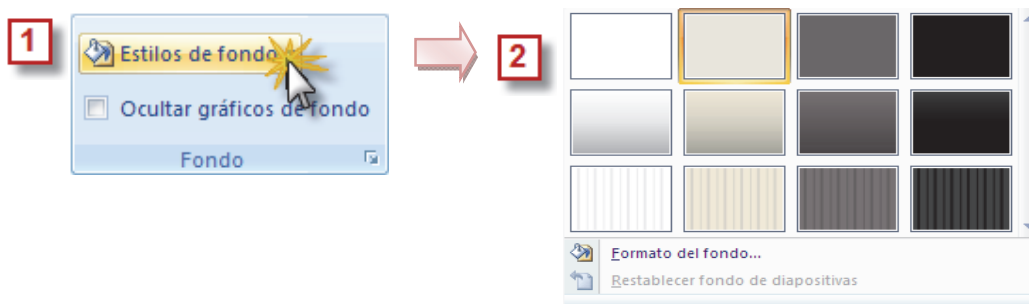 1
Estilos de fondo
Ocultar gráficos de fondo
Fondo
2
Formato del fondo...
Restablecer fondo de diapositivas